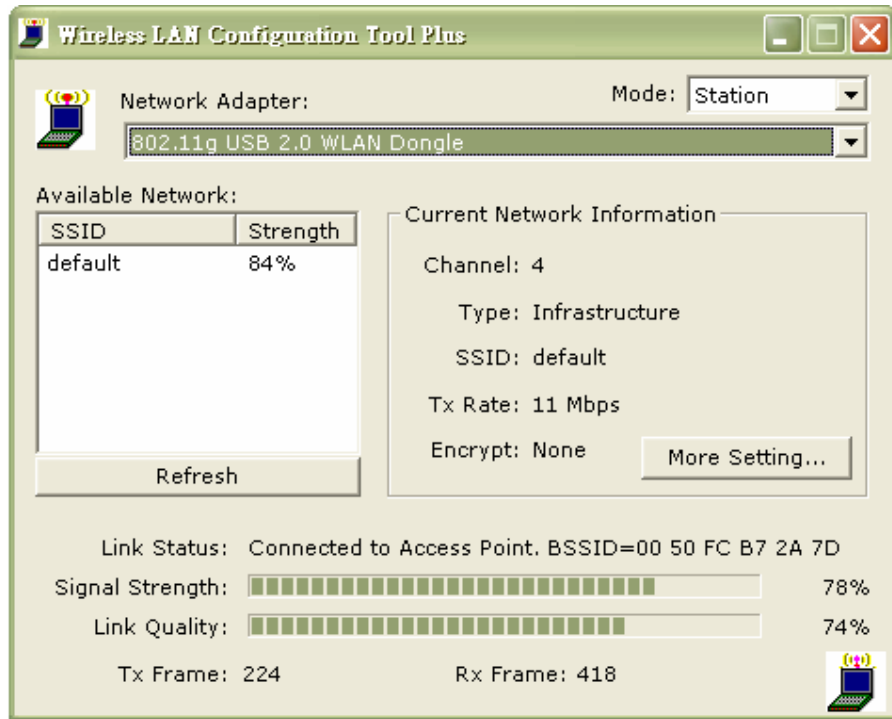 Wireless LAN Configuration Tool Plus
Network Adapter:
Mode: Station
802.11g USB 2.0 WLAN Dongle
Available Network:
SSID Strength
default 84%
Refresh
Current Network Information
Channel: 4
Type: Infrastructure
SSID: default
Tx Rate: 11 Mbps
Encrypt: None
More Setting...
Link Status: Connected to Access Point. BSSID=00 50 FC B7 2A 7D
Signal Strength: 78%
Link Quality: 74%
Tx Frame: 224 Rx Frame: 418